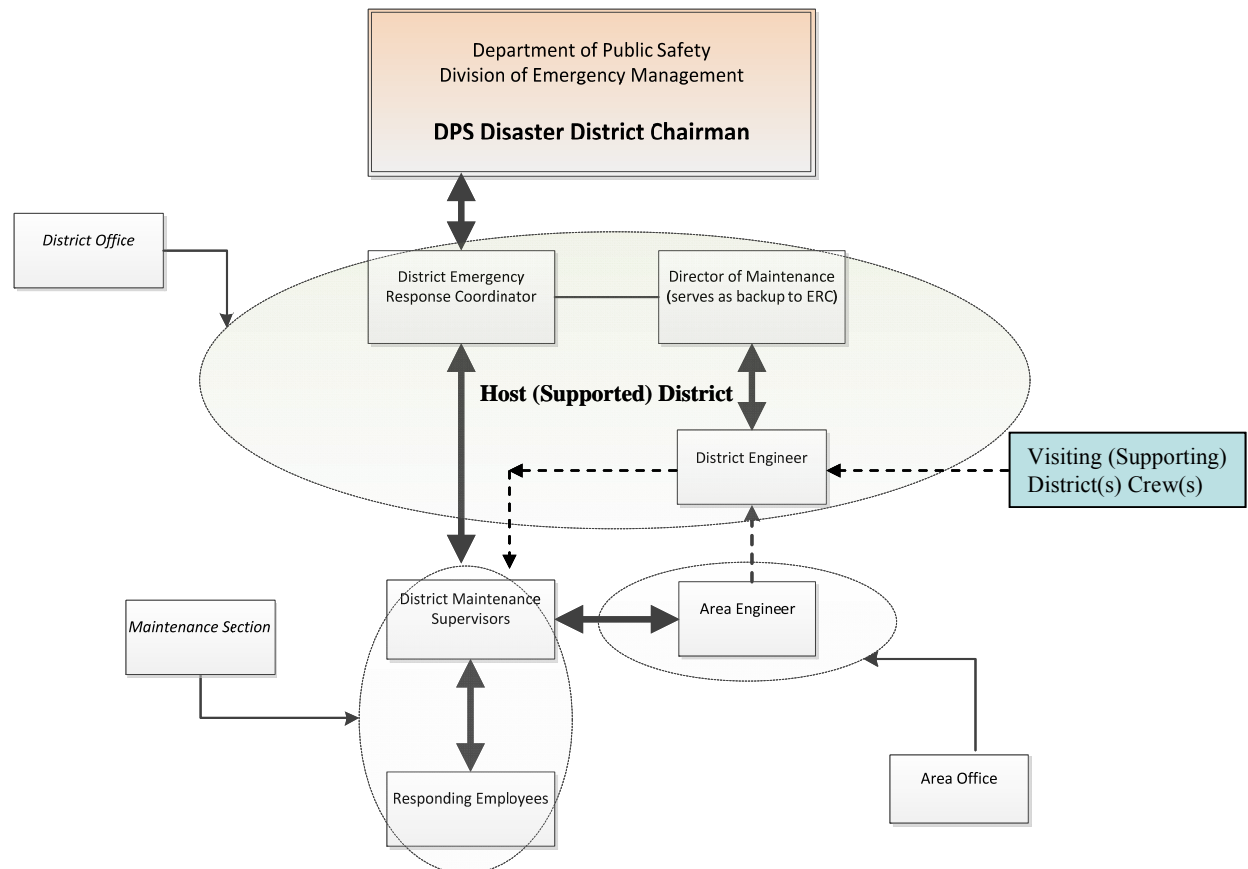 Department of Public Safety
Division of Emergency Management
DPS Disaster District Chairman
District Office
District Emergency
Response Coordinator
Director of Maintenance
(serves as backup to ERC)
Host (Supported) District
District Engineer
Visiting (Supporting)
District(s) Crew(s)
District Maintenance
Supervisors
Area Engineer
Maintenance Section
Area Office
Responding Employees